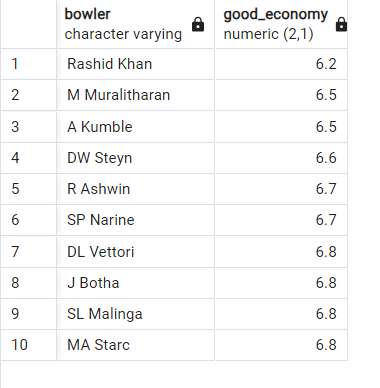 bowler good_economy
character varying numeric (2,1)
1 Rashid Khan 6.2
2 M Muralitharan 6.5
3 A Kumble 6.5
4 DW Steyn 6.6
5 R Ashwin 6.7
6 SP Narine 6.7
7 DL Vettori 6.8
8 J Botha 6.8
9 SL Malinga 6.8
10 MA Starc 6.8